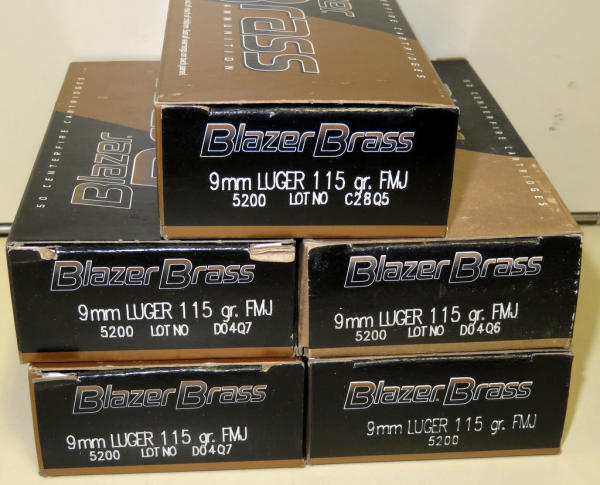 Blazer Brass
9mm LUGER 115 gr. FMJ
5200 LOT NO C28Q5
50 CENTERFIRE CARTRIDGES
Blazer
Blazer Brass
9mm LUGER 115 gr. FMJ
5200 LOT NO D04Q7
Blazer Brass
9mm LUGER 115 gr. FMJ
5200 LOT NO D04Q6
Blazer Brass
9mm LUGER 115 gr. FMJ
5200 LOT NO D04Q7
Blazer Brass
9mm LUGER 115 gr. FMJ
5200